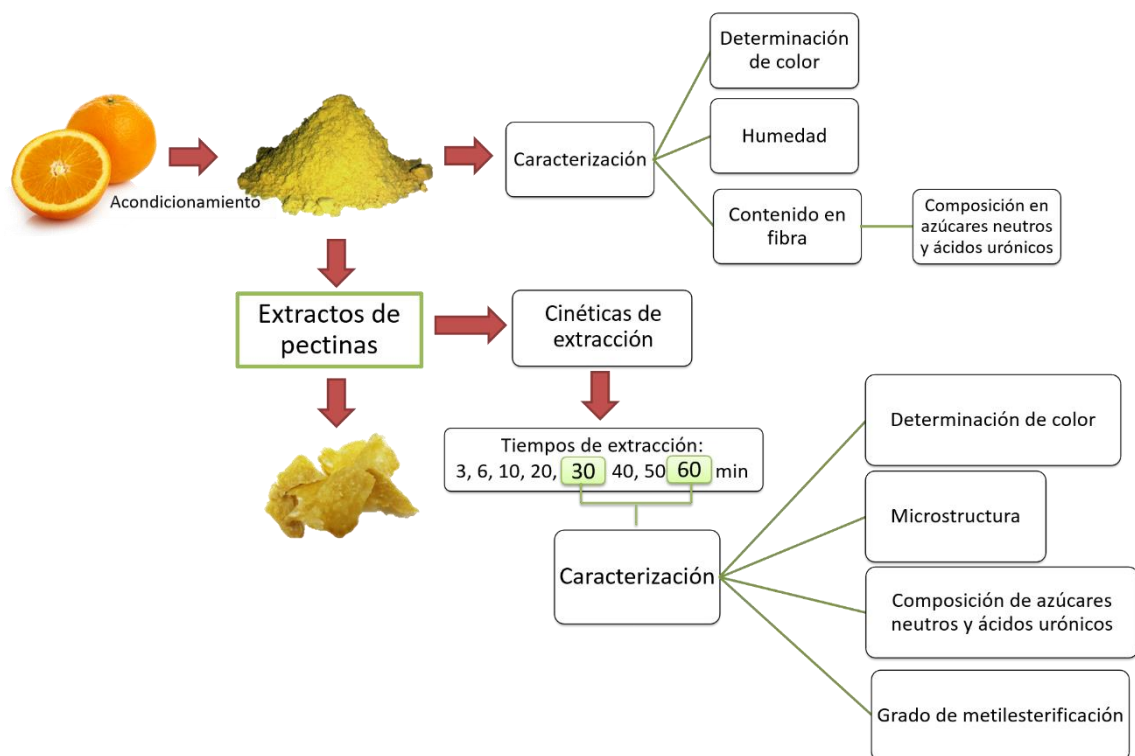 Determinación
de color
Humedad
Caracterización
Acondicionamiento
Contenido en
fibra
Composición en
azúcares neutros
y ácidos urónicos
Extractos de
pectinas
Cinéticas de
extracción
Tiempos de extracción:
3, 6, 10, 20, 30 40, 50 60 min
Caracterización
Determinación de color
Microstructura
Composición de azúcares
neutros y ácidos urónicos
Grado de metilesterificación